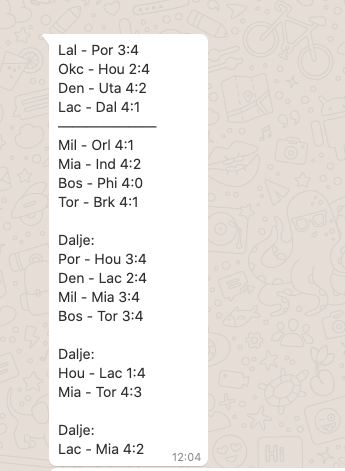 Lal - Por 3:4
Okc - Hou 2:4
Den - Uta 4:2
Lac - Dal 4:1
——————————
Mil - Orl 4:1
Mia - Ind 4:2
Bos - Phi 4:0
Tor - Brk 4:1
Dalje:
Por - Hou 3:4
Den - Lac 2:4
Mil - Mia 3:4
Bos - Tor 3:4
Dalje:
Hou - Lac 1:4
Mia - Tor 4:3
Dalje:
Lac - Mia 4:2
12:04